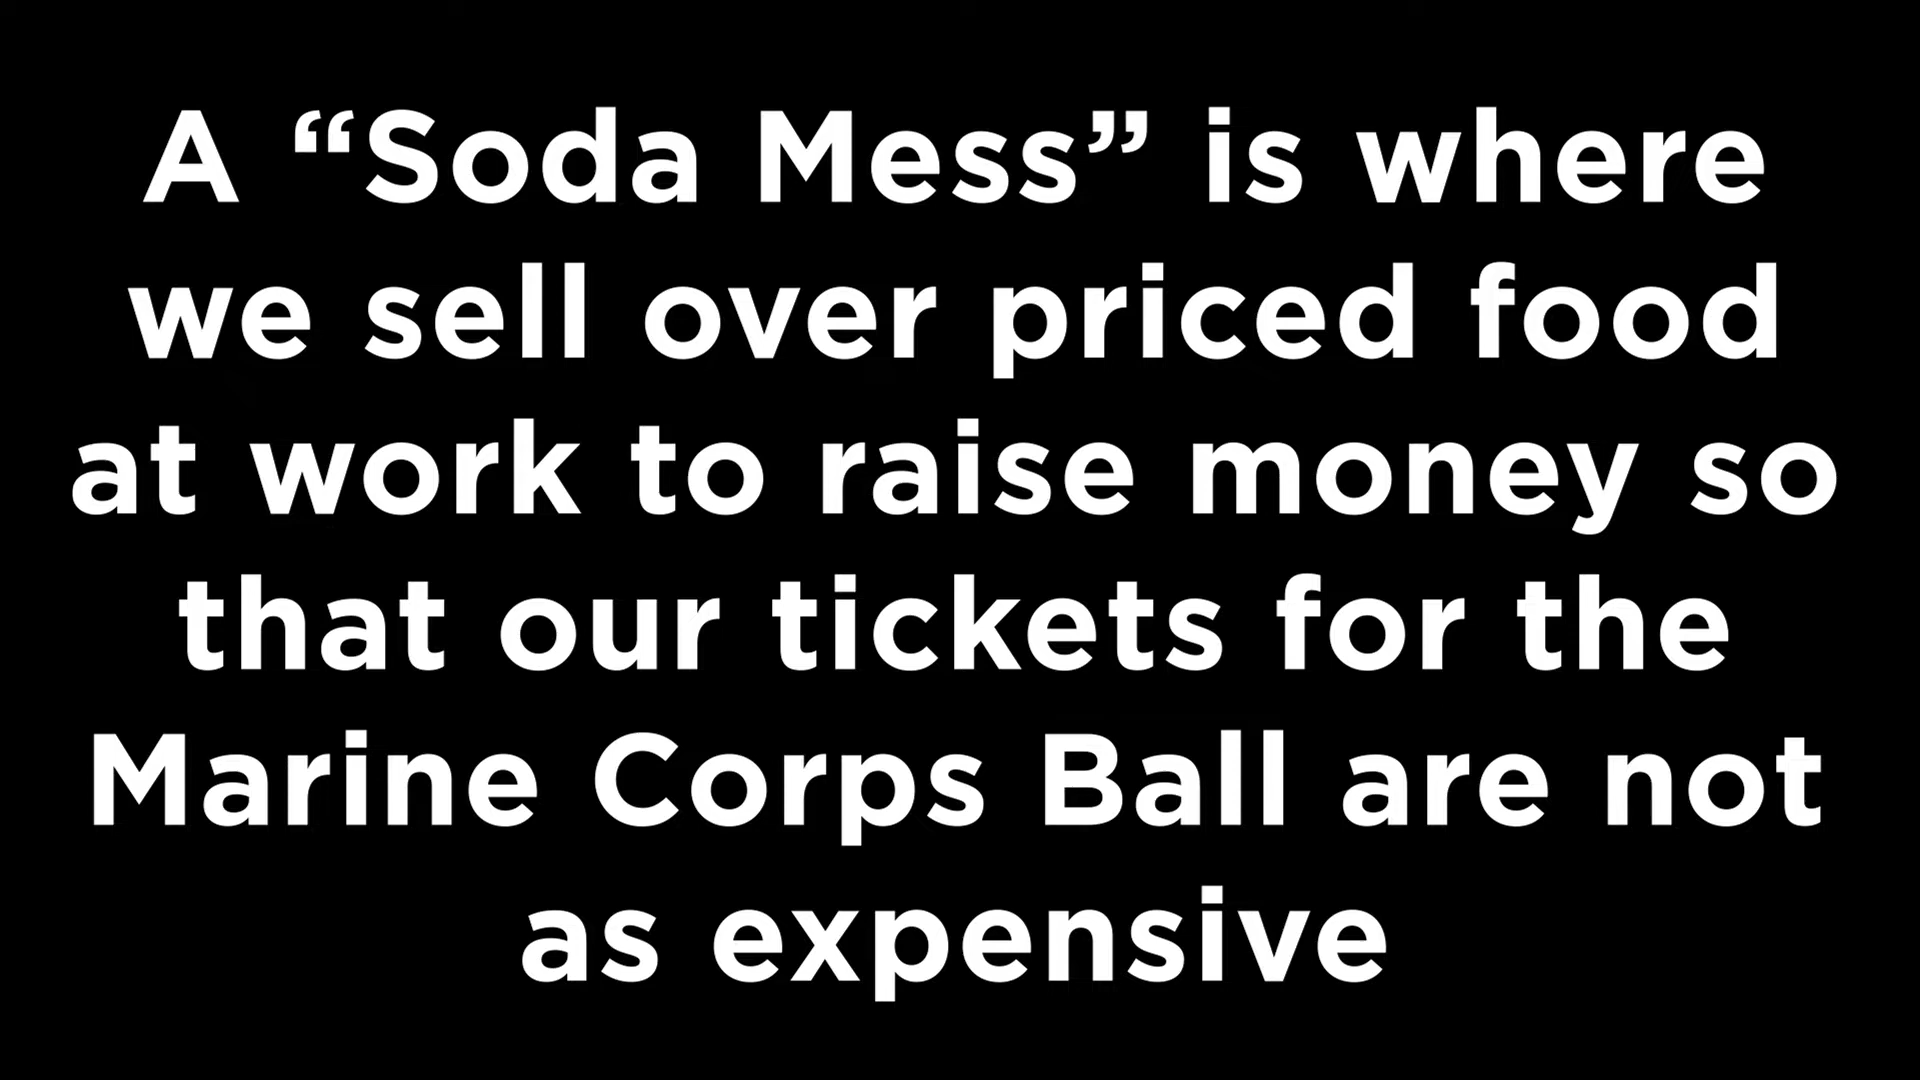 A “Soda Mess” is where
we sell over priced food
at work to raise money so
that our tickets for the
Marine Corps Ball are not
as expensive